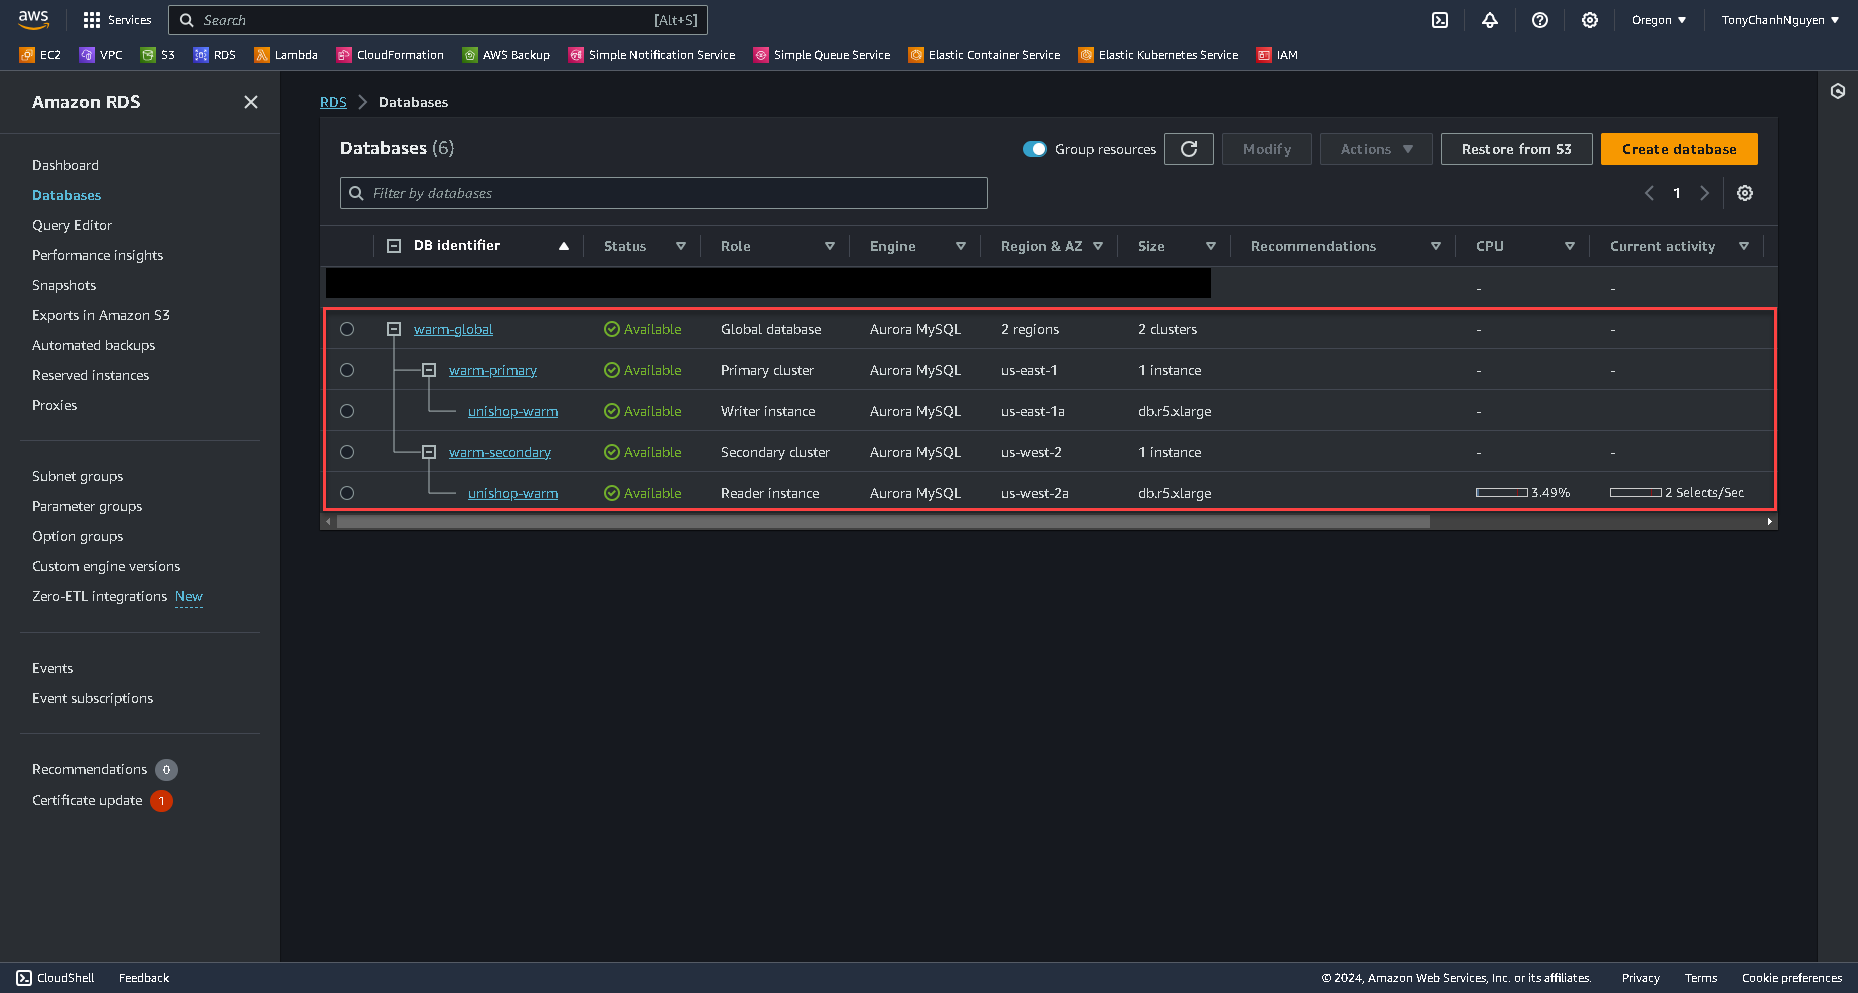 aws Services Search [Alt+S] Oregon TonyChanhNguyen
EC2 VPC S3 RDS Lambda CloudFormation AWS Backup Simple Notification Service Simple Queue Service Elastic Container Service Elastic Kubernetes Service IAM
Amazon RDS
Dashboard
Databases
Query Editor
Performance insights
Snapshots
Exports in Amazon S3
Automated backups
Reserved instances
Proxies
Subnet groups
Parameter groups
Option groups
Custom engine versions
Zero-ETL integrations New
Events
Event subscriptions
Recommendations 0
Certificate update 1
RDS Databases
Databases (6) Group resources Modify Actions Restore from S3 Create database
Filter by databases 1
DB identifier Status Role Engine Region & AZ Size Recommendations CPU Current activity
- -
warm-global Available Global database Aurora MySQL 2 regions 2 clusters - -
warm-primary Available Primary cluster Aurora MySQL us-east-1 1 instance - -
unishop-warm Available Writer instance Aurora MySQL us-east-1a db.r5.xlarge -
warm-secondary Available Secondary cluster Aurora MySQL us-west-2 1 instance - -
unishop-warm Available Reader instance Aurora MySQL us-west-2a db.r5.xlarge 3.49% 2 Selects/Sec
CloudShell Feedback © 2024, Amazon Web Services, Inc. or its affiliates. Privacy Terms Cookie preferences